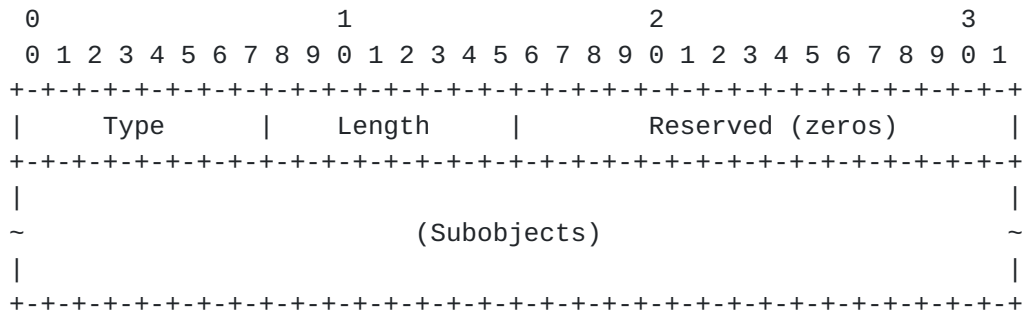 0                   1                   2                   3
 0 1 2 3 4 5 6 7 8 9 0 1 2 3 4 5 6 7 8 9 0 1 2 3 4 5 6 7 8 9 0 1
+-+-+-+-+-+-+-+-+-+-+-+-+-+-+-+-+-+-+-+-+-+-+-+-+-+-+-+-+-+-+-+-+
|     Type      |    Length     |        Reserved (zeros)       |
+-+-+-+-+-+-+-+-+-+-+-+-+-+-+-+-+-+-+-+-+-+-+-+-+-+-+-+-+-+-+-+-+
|                                                               |
~                         (Subobjects)                          ~
|                                                               |
+-+-+-+-+-+-+-+-+-+-+-+-+-+-+-+-+-+-+-+-+-+-+-+-+-+-+-+-+-+-+-+-+